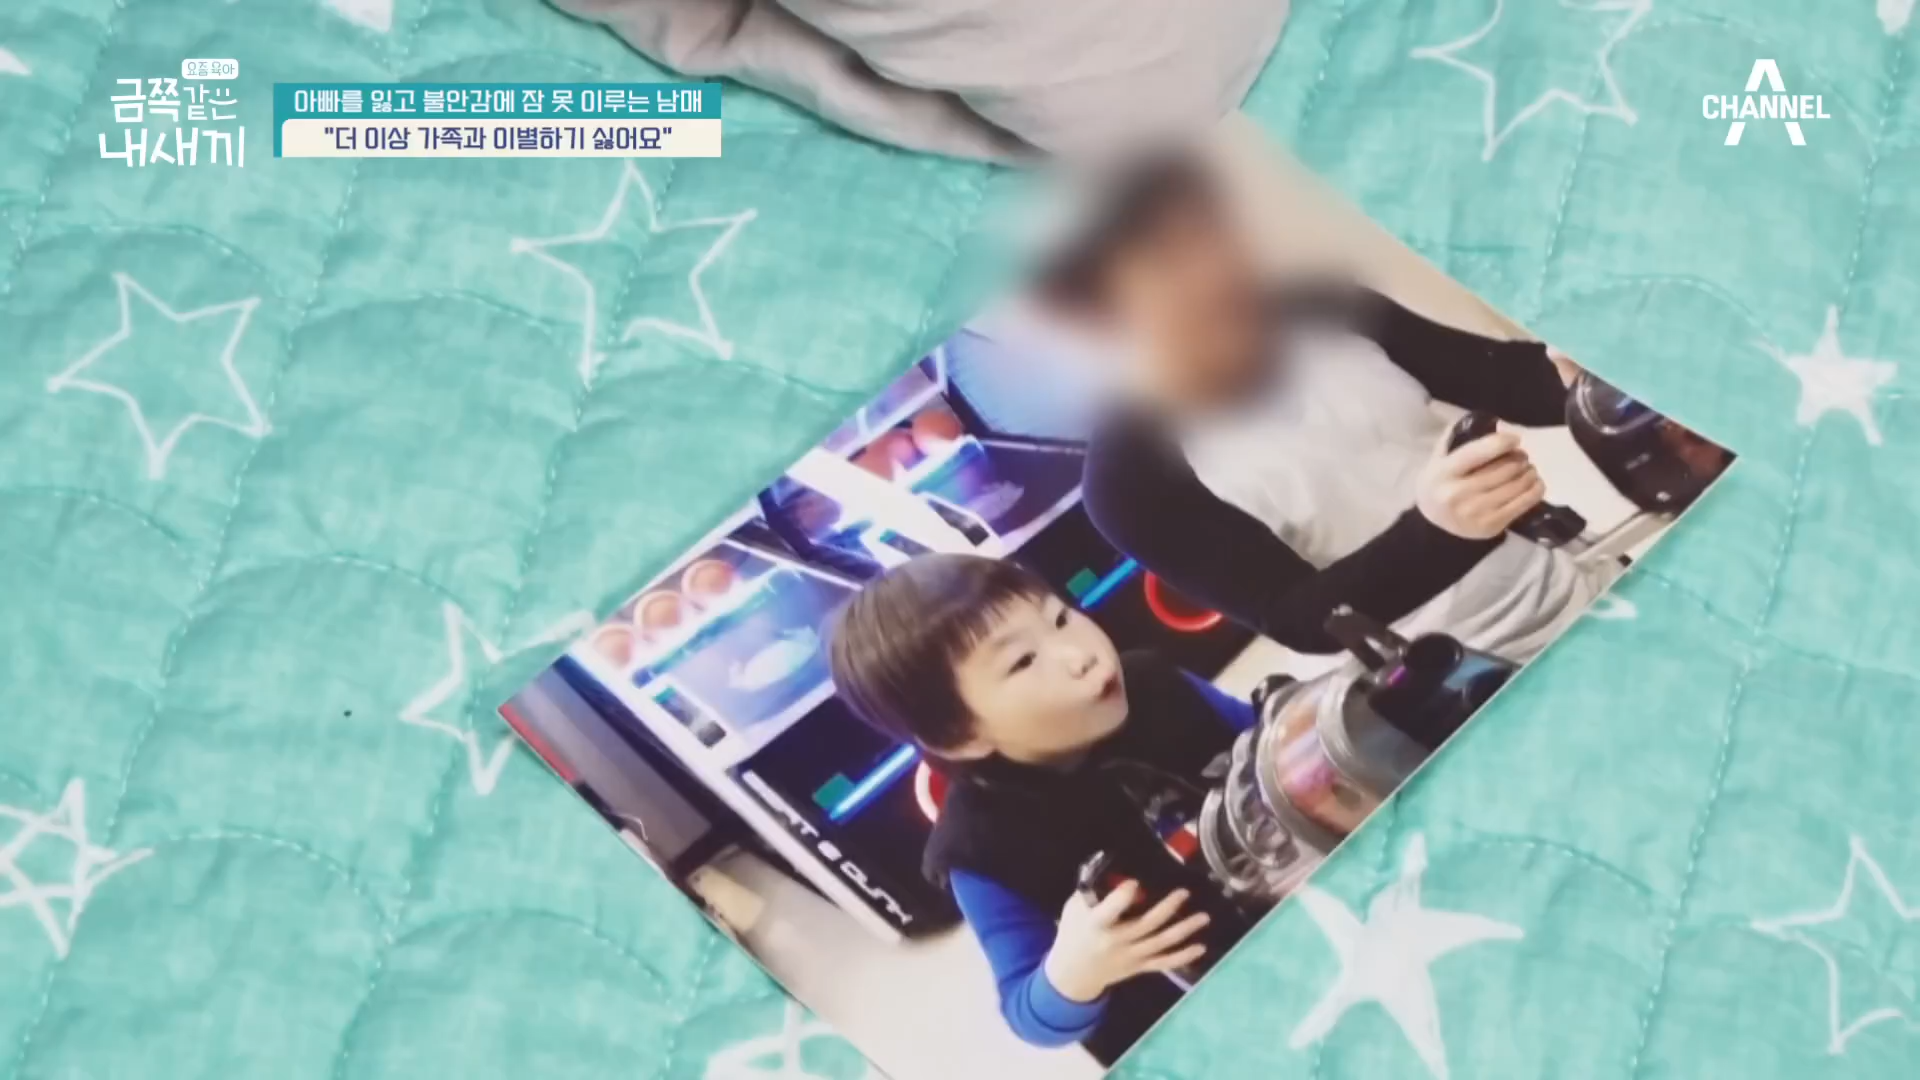 요즘 육아
금쪽같은
내새끼
아빠를 잃고 불안감에 잠 못 이루는 남매
"더 이상 가족과 이별하기 싫어요"
CHANNEL
A